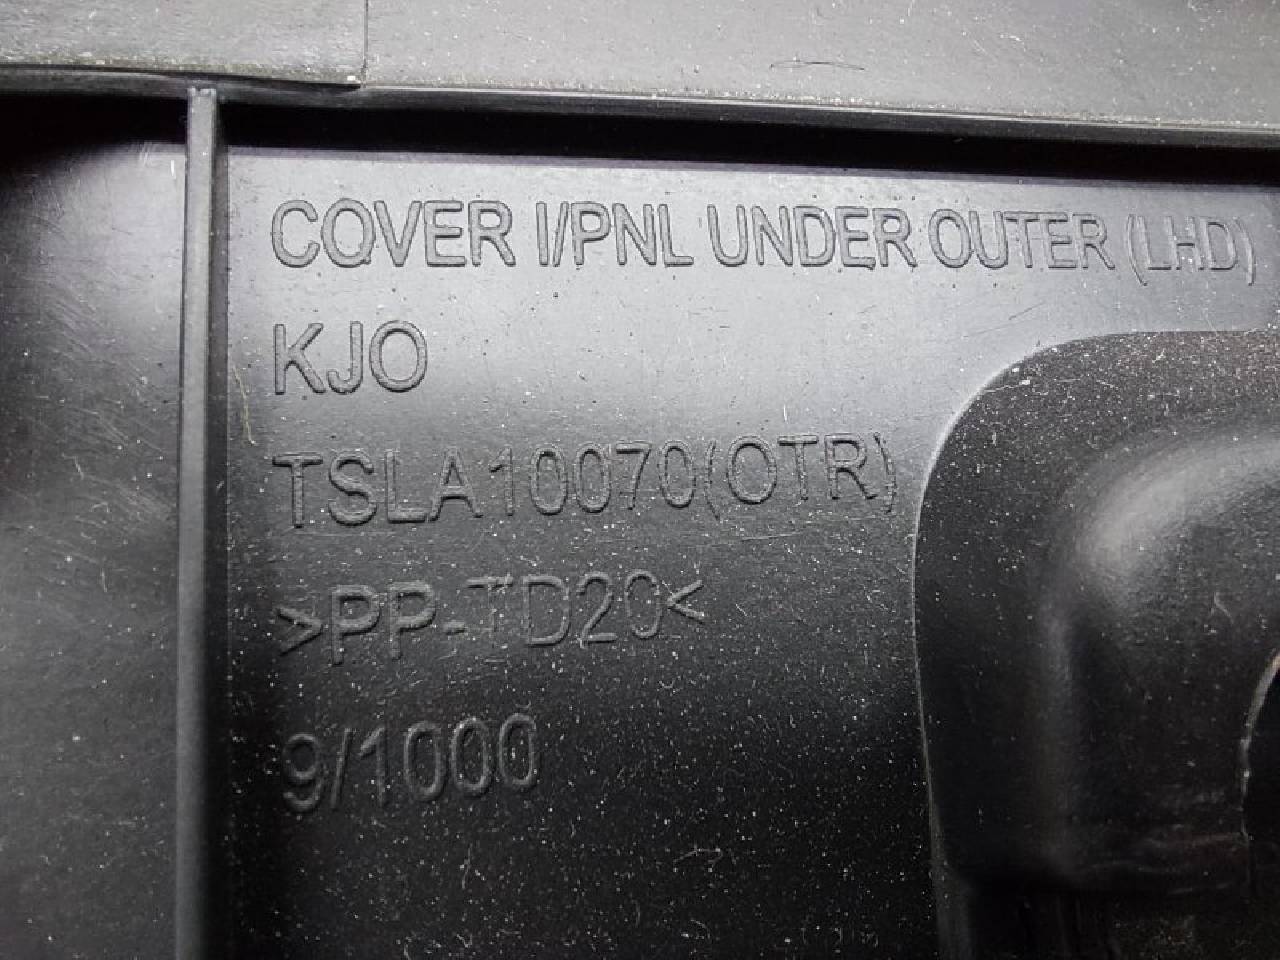 COVER I/PNL UNDER OUTER (LHD)
KJO
TSLA10070(OTR)
>PP-TD20<
9/1000